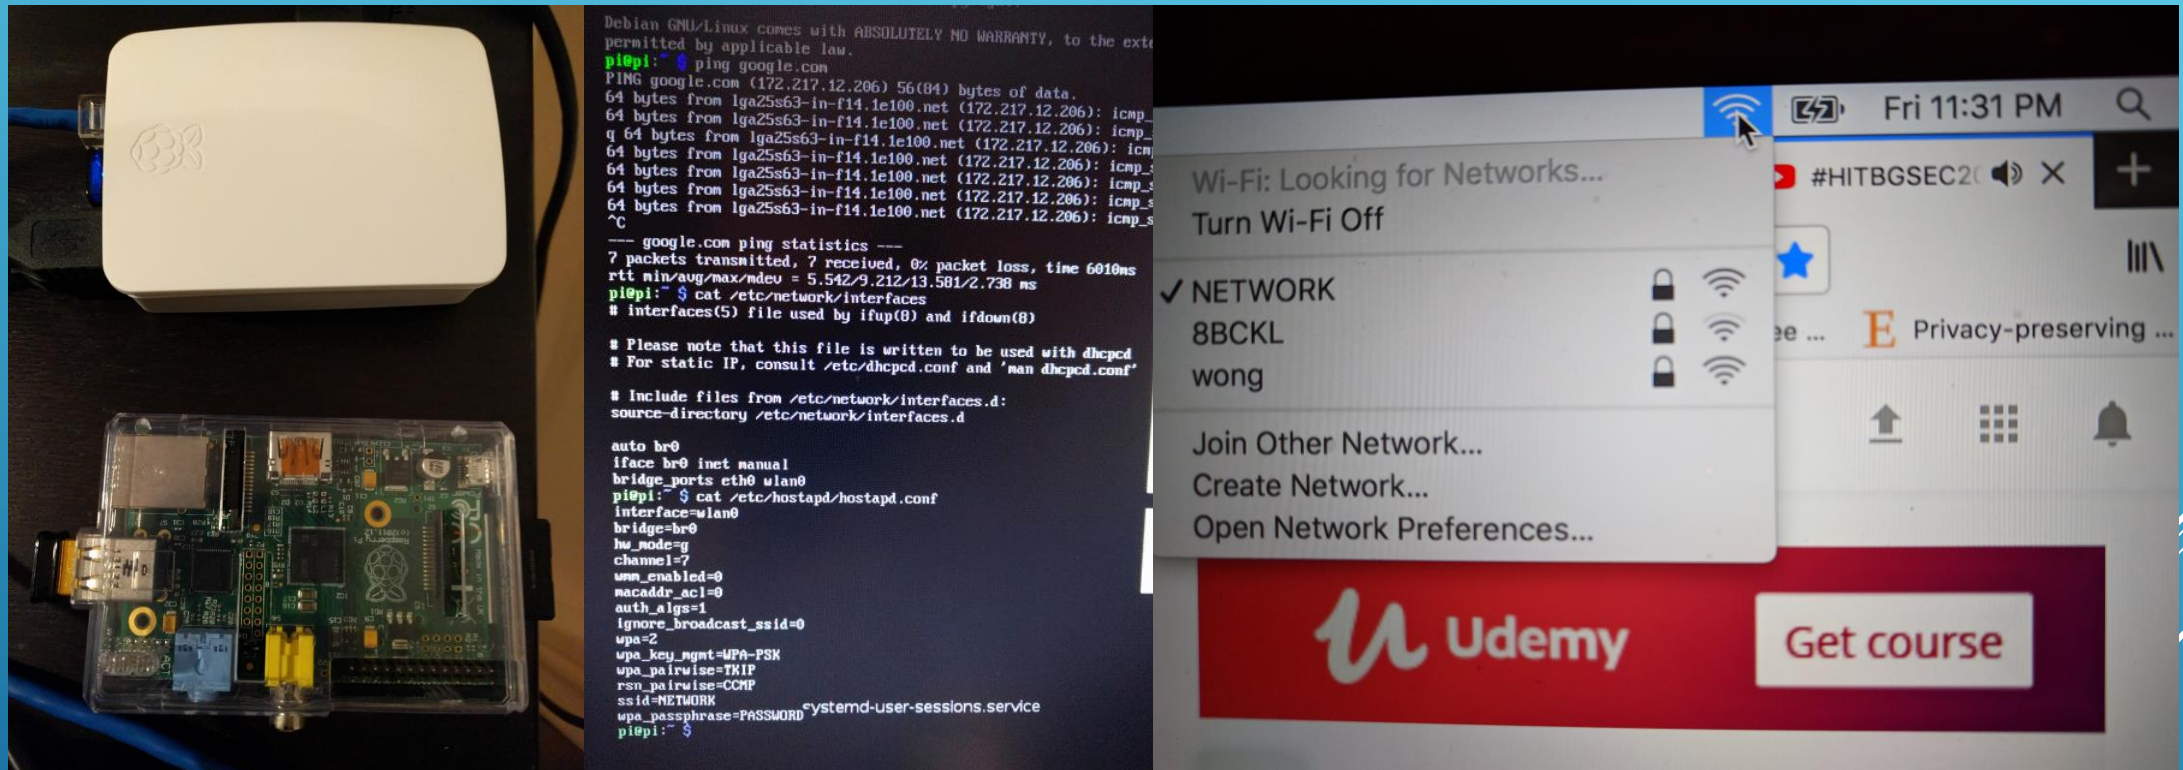 Debian GNU/Linux comes with ABSOLUTELY NO WARRANTY, to the exte
permitted by applicable law.
pi@pi:~ $ ping google.com
PING google.com (172.217.12.206) 56(84) bytes of data.
64 bytes from lga25s63-in-f14.1e100.net (172.217.12.206): icmp_
64 bytes from lga25s63-in-f14.1e100.net (172.217.12.206): icmp_s
q 64 bytes from lga25s63-in-f14.1e100.net (172.217.12.206): icm
64 bytes from lga25s63-in-f14.1e100.net (172.217.12.206): icmp_
64 bytes from lga25s63-in-f14.1e100.net (172.217.12.206): icmp_s
64 bytes from lga25s63-in-f14.1e100.net (172.217.12.206): icmp_s
64 bytes from lga25s63-in-f14.1e100.net (172.217.12.206): icmp_s
^C
--- google.com ping statistics ---
7 packets transmitted, 7 received, 0% packet loss, time 6010ms
rtt min/avg/max/mdev = 5.542/9.212/13.581/2.738 ms
pi@pi:~ $ cat /etc/network/interfaces
# interfaces(5) file used by ifup(8) and ifdown(8)
# Please note that this file is written to be used with dhcpcd
# For static IP, consult /etc/dhcpcd.conf and 'man dhcpcd.conf'
# Include files from /etc/network/interfaces.d:
source-directory /etc/network/interfaces.d
auto br0
iface br0 inet manual
bridge_ports eth0 wlan0
pi@pi:~ $ cat /etc/hostapd/hostapd.conf
interface=wlan0
bridge=br0
hw_mode=g
channel=7
wmm_enabled=0
macaddr_acl=0
auth_algs=1
ignore_broadcast_ssid=0
wpa=2
wpa_key_mgmt=WPA-PSK
wpa_pairwise=TKIP
rsn_pairwise=CCMP
ssid=NETWORK
wpa_passphrase=PASSWORD ystemd-user-sessions.service
pi@pi:~ $
Fri 11:31 PM
Wi-Fi: Looking for Networks...
Turn Wi-Fi Off
NETWORK
8BCKL
wong
Join Other Network...
Create Network...
Open Network Preferences...
#HITBGSEC20
ee ...
E Privacy-preserving ...
Udemy
Get course